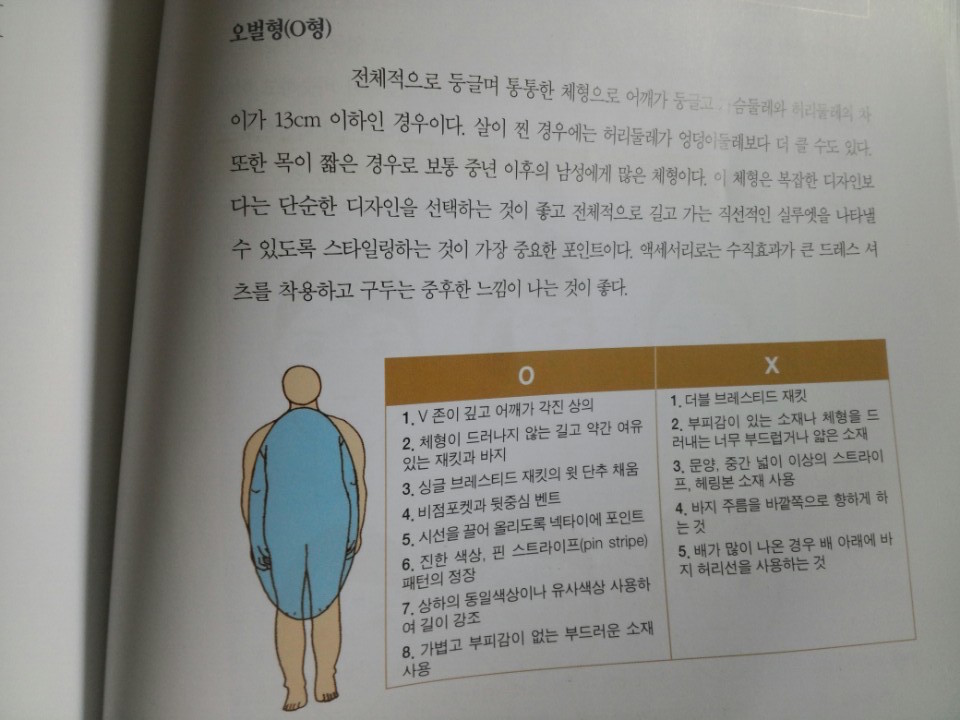 오벌형(O형)
전체적으로 둥글며 통통한 체형으로 어깨가 둥글고 가슴둘레와 허리둘레의 차
이가 13cm 이하인 경우이다. 살이 찐 경우에는 허리둘레가 엉덩이둘레보다 더 클 수도 있다.
또한 목이 짧은 경우로 보통 중년 이후의 남성에게 많은 체형이다. 이 체형은 복잡한 디자인보
다는 단순한 디자인을 선택하는 것이 좋고 전체적으로 길고 가는 직선적인 실루엣을 나타낼
수 있도록 스타일링하는 것이 가장 중요한 포인트이다. 액세서리로는 수직효과가 큰 드레스 셔
츠를 착용하고 구두는 중후한 느낌이 나는 것이 좋다.
O
1. V 존이 깊고 어깨가 각진 상의
2. 체형이 드러나지 않는 길고 약간 여유
있는 재킷과 바지
3. 싱글 브레스티드 재킷의 윗 단추 채움
4. 비점포켓과 뒷중심 벤트
5. 시선을 끌어 올리도록 넥타이에 포인트
6. 진한 색상, 핀 스트라이프(pin stripe)
패턴의 정장
7. 상하의 동일색상이나 유사색상 사용하
여 길이 강조
8. 가볍고 부피감이 없는 부드러운 소재
사용
X
1. 더블 브레스티드 재킷
2. 부피감이 있는 소재나 체형을 드
러내는 너무 부드럽거나 얇은 소재
3. 문양, 중간 넓이 이상의 스트라이
프, 헤링본 소재 사용
4. 바지 주름을 바깥쪽으로 향하게 하
는 것
5. 배가 많이 나온 경우 배 아래에 바
지 허리선을 사용하는 것